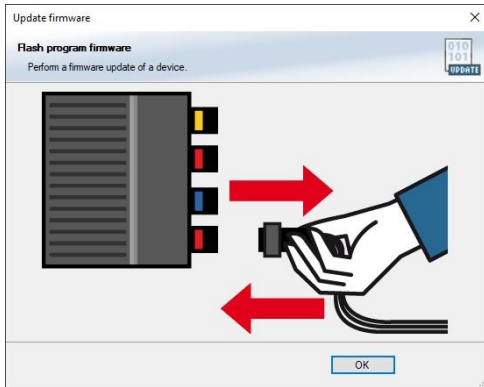 Update firmware
Flash program firmware
Perform a firmware update of a device.
010
101
UPDATE
OK